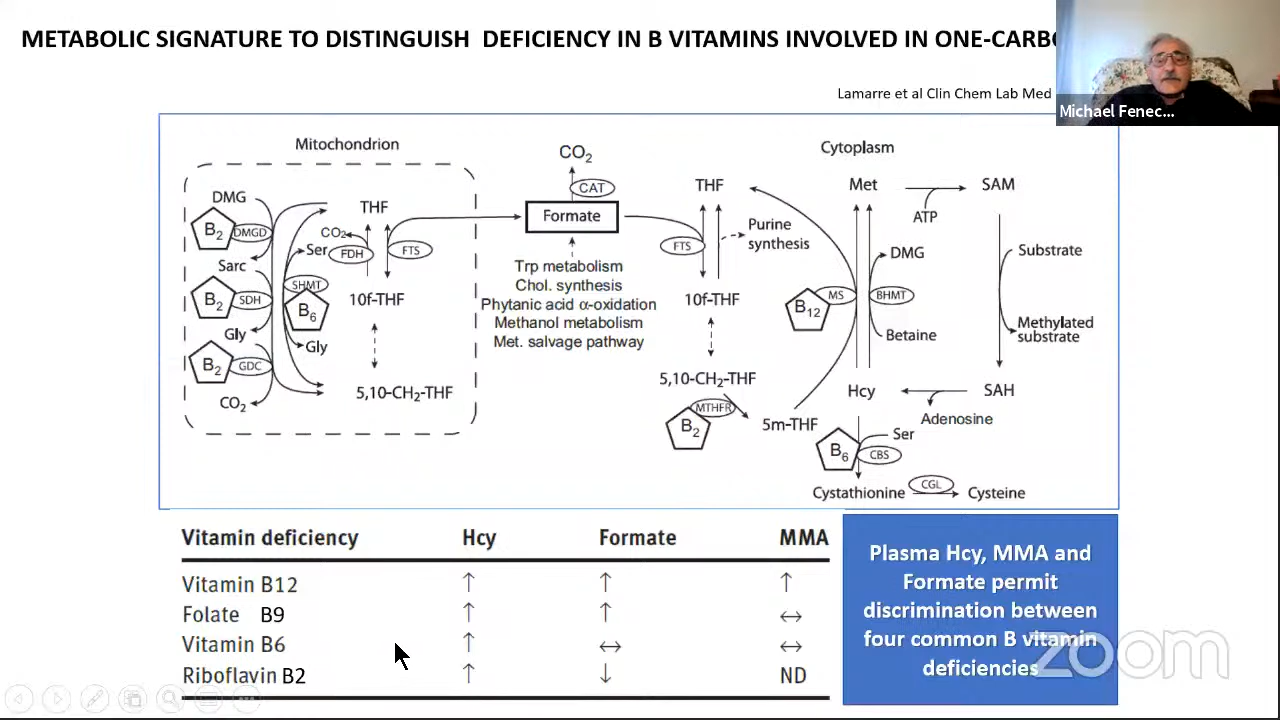 METABOLIC SIGNATURE TO DISTINGUISH DEFICIENCY IN B VITAMINS INVOLVED IN ONE-CARBO
Lamarre et al Clin Chem Lab Med
Michael Fenec...
Mitochondrion
DMG
B2
DMGD
Sarc
B2
SDH
Gly
B2
GDC
CO2
THF
CO2
Ser
FDH
FTS
SHMT
B6
10f-THF
Gly
5,10-CH2-THF
CO2
CAT
Formate
Trp metabolism
Chol. synthesis
Phytanic acid α-oxidation
Methanol metabolism
Met. salvage pathway
Cytoplasm
THF
FTS
Purine
synthesis
10f-THF
5,10-CH2-THF
MTHFR
B2
5m-THF
Met
ATP
SAM
DMG
B12
MS
BHMT
Betaine
Substrate
Methylated
substrate
Hcy
SAH
Adenosine
Ser
B6
CBS
Cystathionine
CGL
Cysteine
Vitamin deficiency Hcy Formate MMA
Vitamin B12 ↑ ↑ ↑
Folate B9 ↑ ↑ ↔
Vitamin B6 ↑ ↔ ↔
Riboflavin B2 ↑ ↓ ND
Plasma Hcy, MMA and
Formate permit
discrimination between
four common B vitamin
deficiencies
zoom